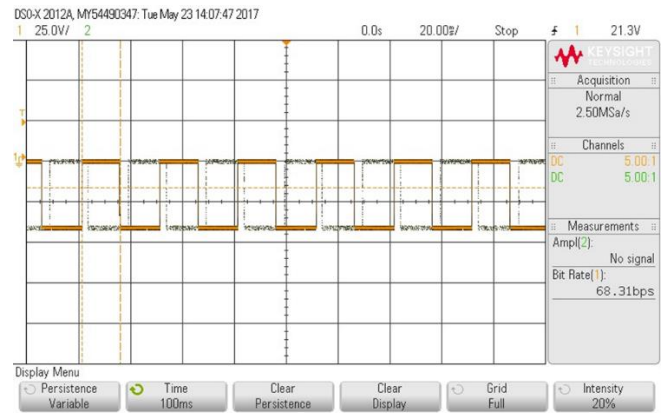 DS0-X 2012A, MY54490347: Tue May 23 14:07:47 2017
1 25.0V/ 2 0.0s 20.00%/ Stop 1 21.3V
KEYSIGHT
TECHNOLOGIES
Acquisition
Normal
2.50MSa/s
Channels
DC 5.00:1
DC 5.00:1
Measurements
Ampl(2):
No signal
Bit Rate(1):
68.31bps
T
1
Display Menu
Persistence
Variable
Time
100ms
Clear
Persistence
Clear
Display
Grid
Full
Intensity
20%